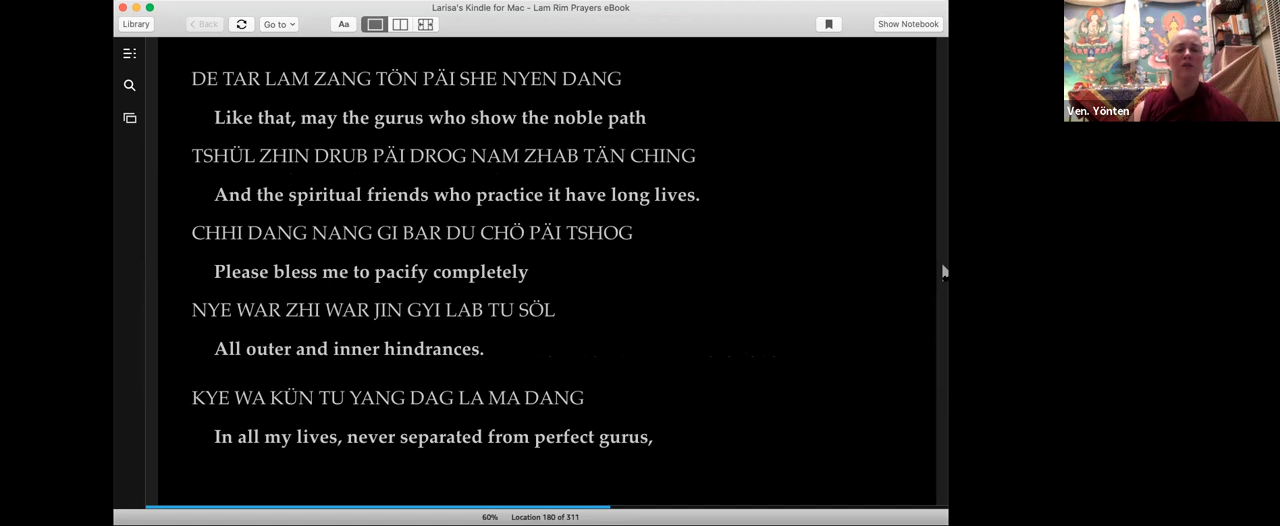 Larisa's Kindle for Mac - Lam Rim Prayers eBook
Library
Back
Go to
Aa
Show Notebook
DE TAR LAM ZANG TÖN PÄI SHE NYEN DANG
Like that, may the gurus who show the noble path
TSHÜL ZHIN DRUB PÄI DROG NAM ZHAB TÄN CHING
And the spiritual friends who practice it have long lives.
CHHI DANG NANG GI BAR DU CHÖ PÄI TSHOG
Please bless me to pacify completely
NYE WAR ZHI WAR JIN GYI LAB TU SÖL
All outer and inner hindrances.
KYE WA KÜN TU YANG DAG LA MA DANG
In all my lives, never separated from perfect gurus,
60% Location 180 of 311
Ven. Yönten